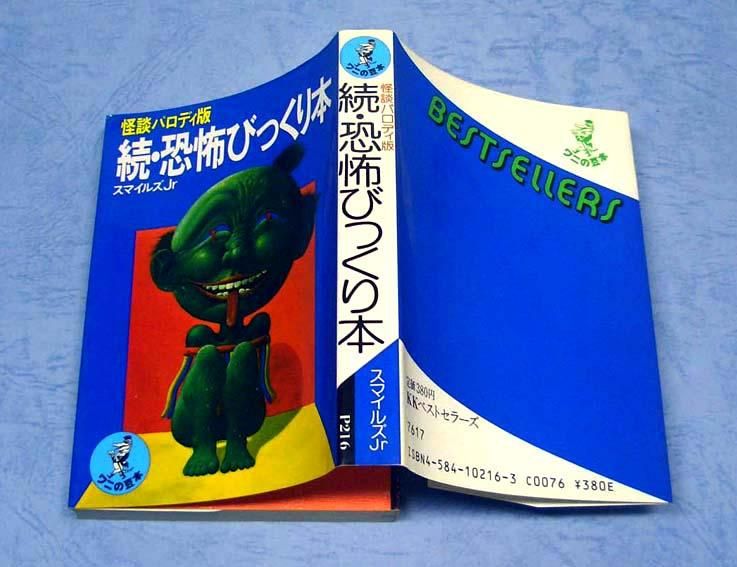 怪談パロディ版
続・恐怖びっくり本
スマイルズJr
ワニの豆本
ワニの豆本
怪談パロディ版
続・恐怖びっくり本
スマイルズJr
P216
ワニの豆本
BESTSELLERS
定価380円
KKベストセラーズ
7617
ISBN4-584-10216-3 C0076 ¥380E